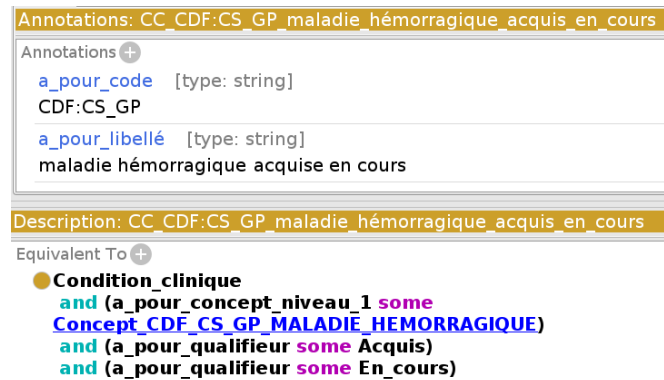 Annotations: CC_CDF:CS_GP_maladie_hémorragique_acquis_en_cours
Annotations
a_pour_code [type: string]
CDF:CS_GP
a_pour_libellé [type: string]
maladie hémorragique acquise en cours
Description: CC_CDF:CS_GP_maladie_hémorragique_acquis_en_cours
Equivalent To
Condition_clinique
and (a_pour_concept_niveau_1 some
Concept_CDF_CS_GP_MALADIE_HEMORRAGIQUE)
and (a_pour_qualifieur some Acquis)
and (a_pour_qualifieur some En_cours)